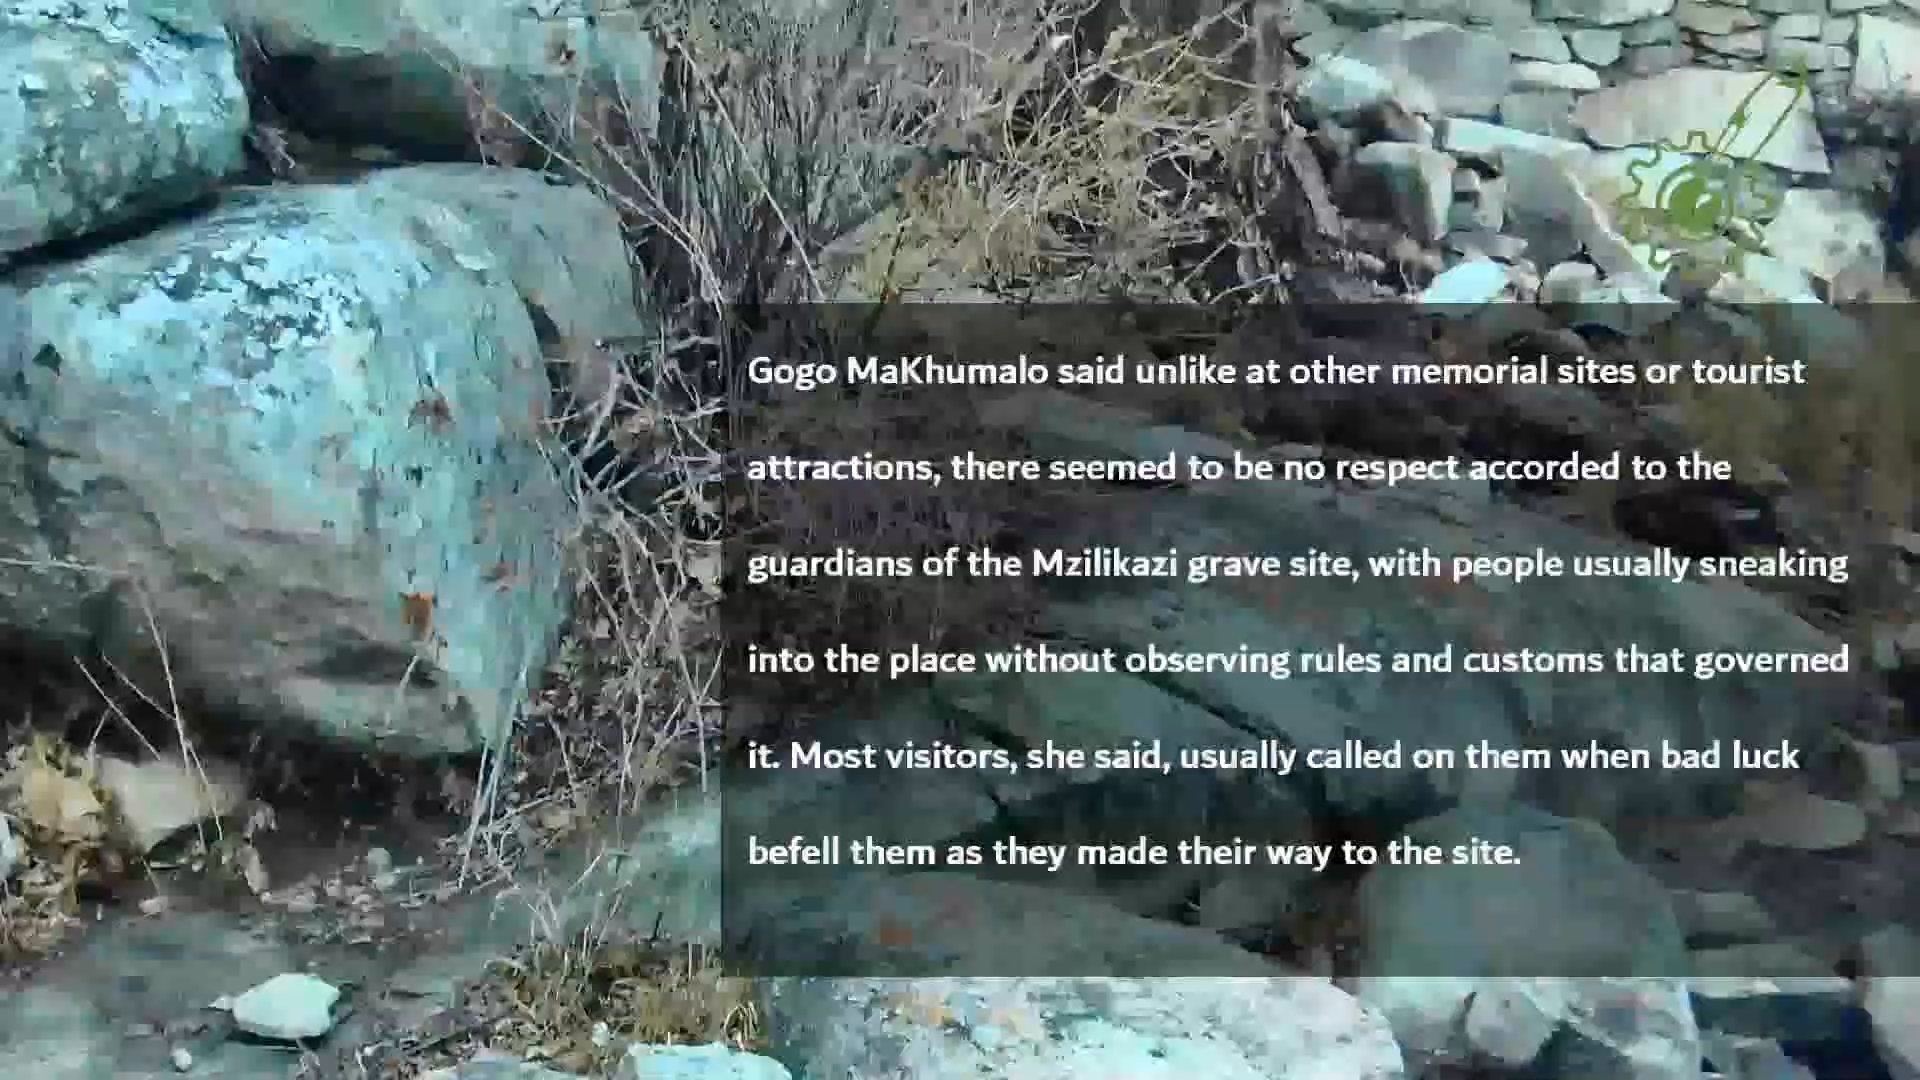 Gogo MaKhumalo said unlike at other memorial sites or tourist
attractions, there seemed to be no respect accorded to the
guardians of the Mzilikazi grave site, with people usually sneaking
into the place without observing rules and customs that governed
it. Most visitors, she said, usually called on them when bad luck
befell them as they made their way to the site.